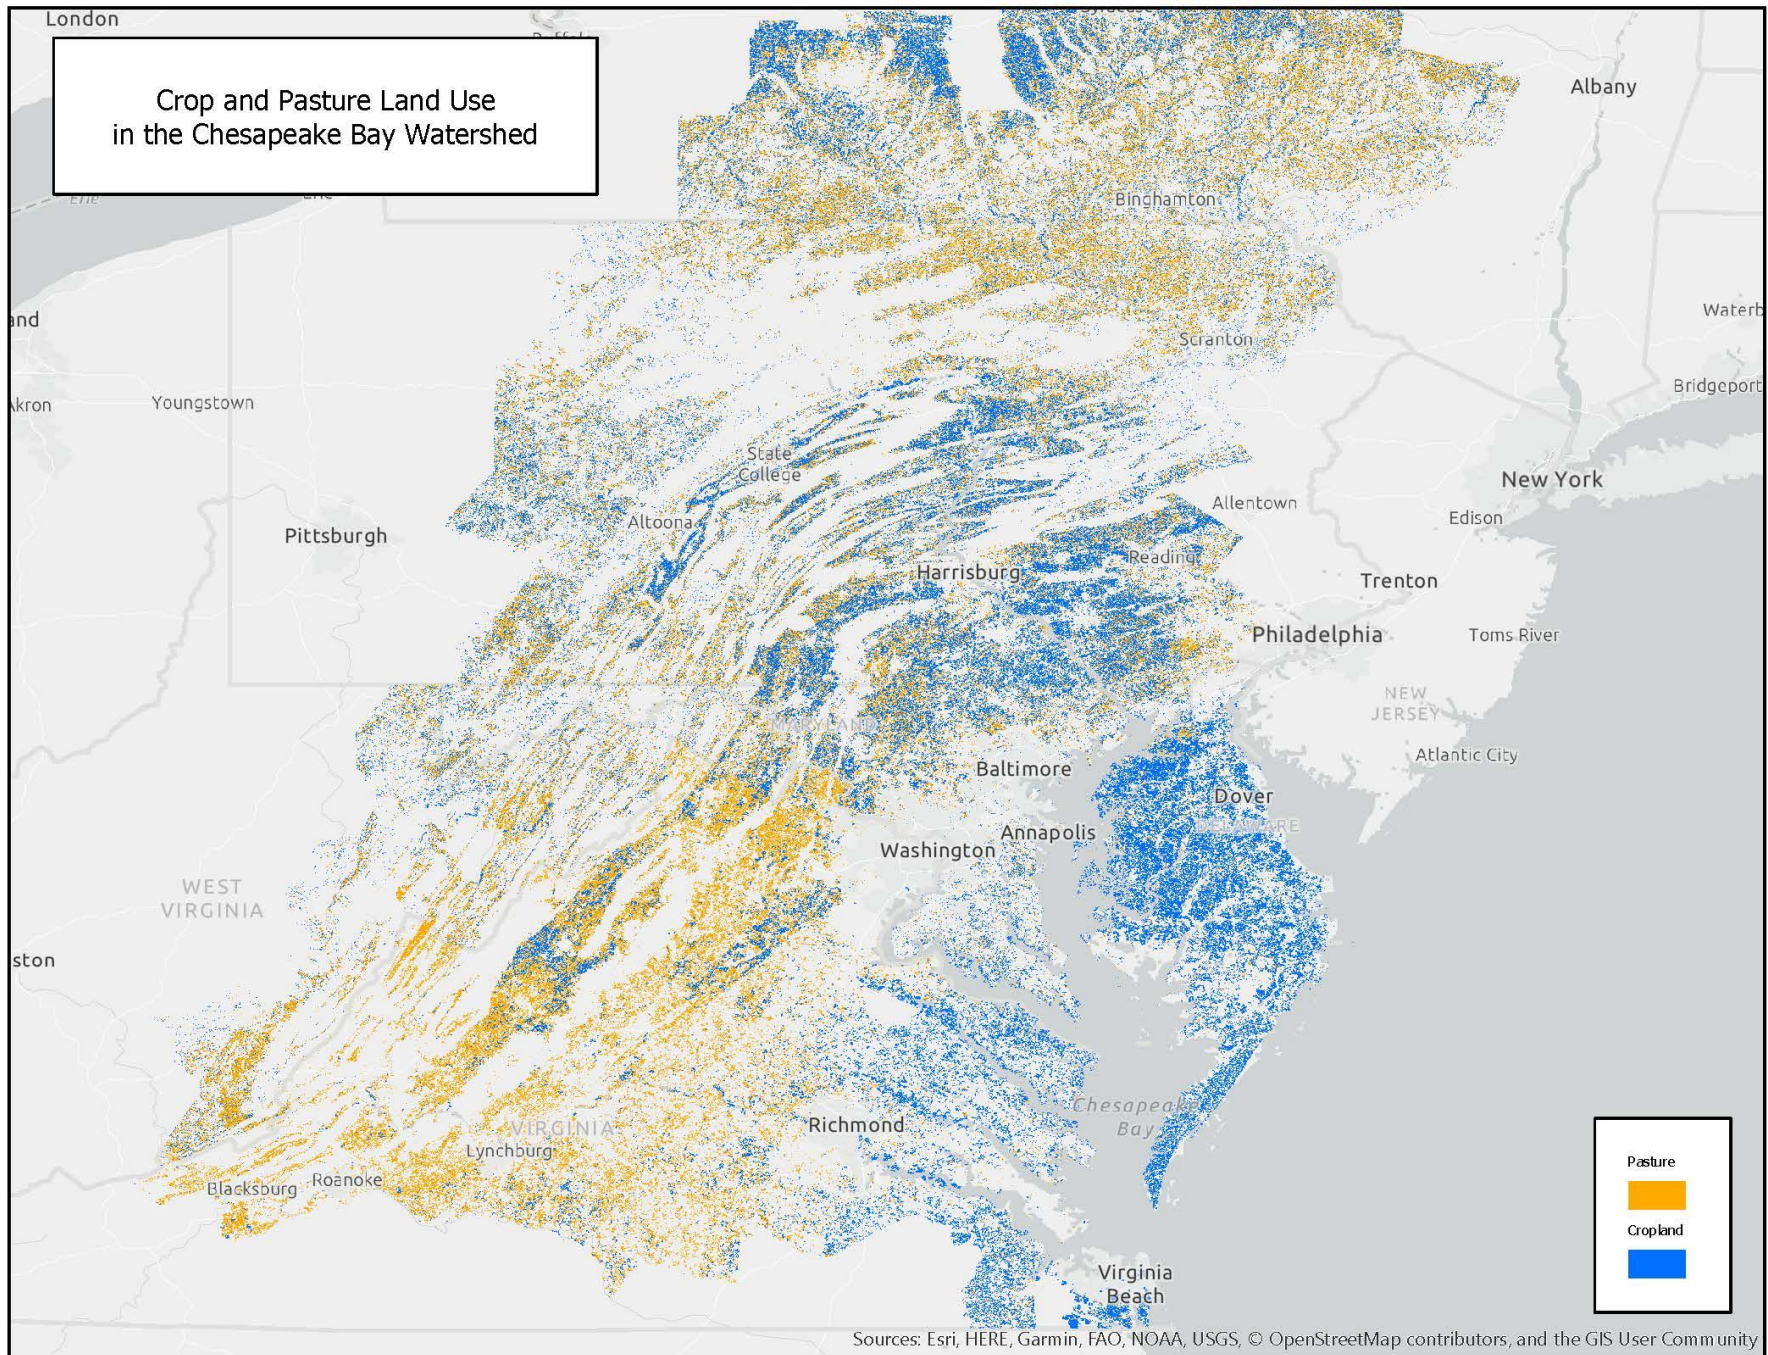 London
Crop and Pasture Land Use
in the Chesapeake Bay Watershed
Albany
Erie
Binghamton
Scranton
Youngstown
Bridgeport
State
College
New York
Allentown
Edison
Altoona
Pittsburgh
Reading
Harrisburg
Trenton
Philadelphia
Toms River
NEW
JERSEY
MARYLAND
Atlantic City
Baltimore
Dover
DELAWARE
Annapolis
Washington
WEST
VIRGINIA
ston
Chesapeake
Bay
Richmond
VIRGINIA
Lynchburg
Roanoke
Blacksburg
Pasture
Cropland
Virginia
Beach
Sources: Esri, HERE, Garmin, FAO, NOAA, USGS, © OpenStreetMap contributors, and the GIS User Community